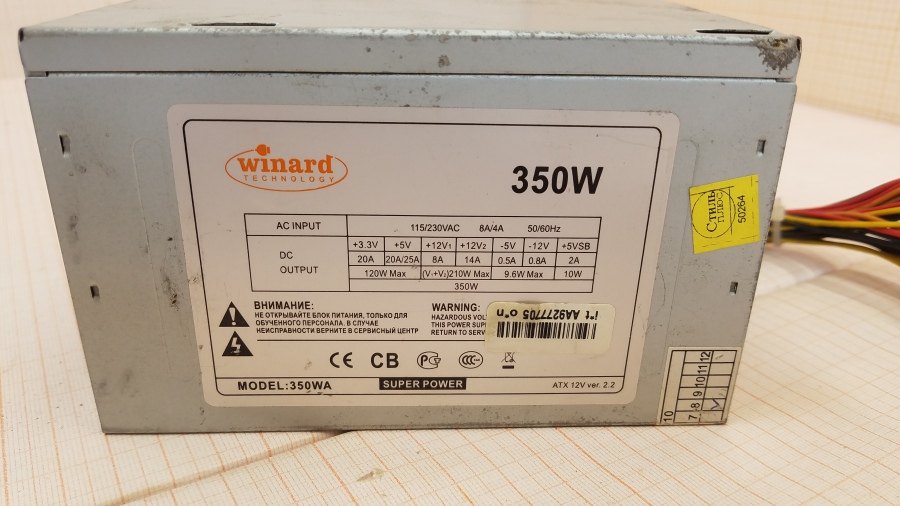 winard
TECHNOLOGY
350W
AC INPUT 115/230VAC 8A/4A 50/60Hz
DC OUTPUT +3.3V +5V +12V1 +12V2 -5V -12V +5VSB
20A 20A/25A 8A 14A 0.5A 0.8A 2A
120W Max (V1+V2)210W Max 9.6W Max 10W
350W
ВНИМАНИЕ:
НЕ ОТКРЫВАЙТЕ БЛОК ПИТАНИЯ, ТОЛЬКО ДЛЯ
ОБУЧЕННОГО ПЕРСОНАЛА. В СЛУЧАЕ
НЕИСПРАВНОСТИ ВЕРНИТЕ В СЕРВИСНЫЙ ЦЕНТР
WARNING:
HAZARDOUS
THIS POWER
RETURN TO
i*t AA9277705 o*n
CE CB PC CCC
MODEL:350WA SUPER POWER ATX 12V ver. 2.2
СТИЛЬ
ПЛЮС
50264
10
7 8 9 10 11 12